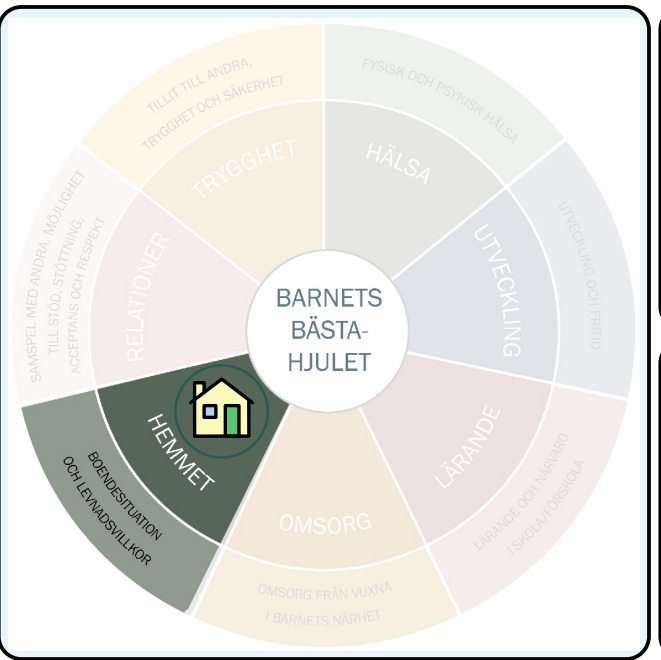 TILLIT TILL ANDRA,
TRYGGHET OCH SÄKERHET
TRYGGHET
FYSISK OCH PSYKISK HÄLSA
HÄLSA
UTVECKLING OCH FRITID
UTVECKLING
LÄRANDE
LÄRANDE OCH NÄRVARO
I SKOLA/FÖRSKOLA
OMSORG
OMSORG FRÅN VUXNA
I BARNETS NÄRHET
HEMMET
BOENDESITUATION
OCH LEVNADSVILLKOR
RELATIONER
SAMSPEL MED ANDRA, MÖJLIGHET
TILL STÖD, STÖTTNING,
ACCEPTANS OCH RESPEKT
BARNETS
BÄSTA-
HJULET